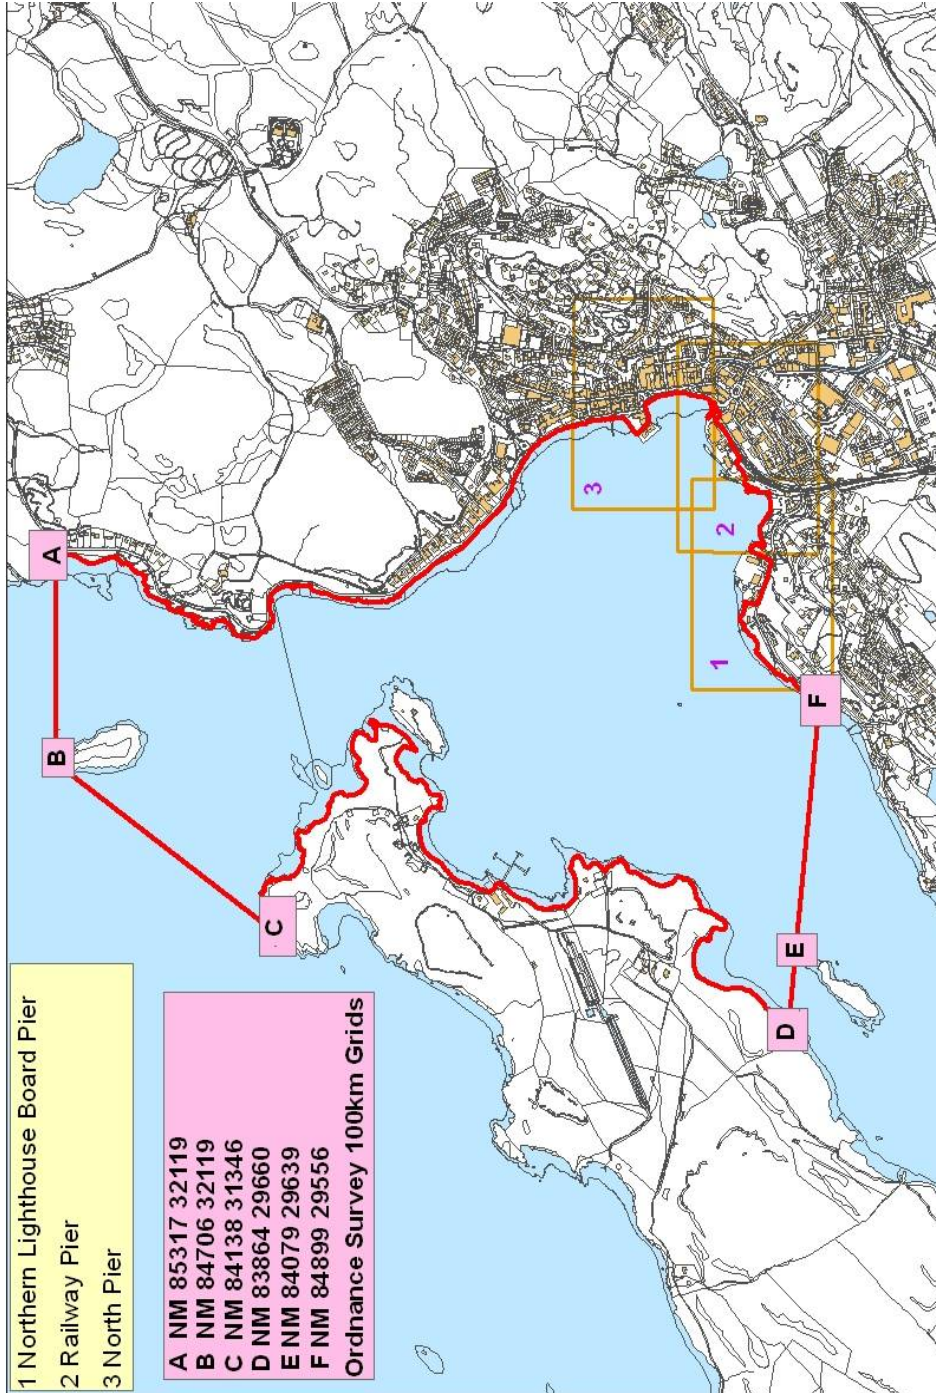 1 Northern Lighthouse Board Pier
2 Railway Pier
3 North Pier
A NM 85317 32119
B NM 84706 32119
C NM 84138 31346
D NM 83864 29660
E NM 84079 29639
F NM 84899 29556
Ordnance Survey 100km Grids
A
B
C
D
E
F
1
2
3